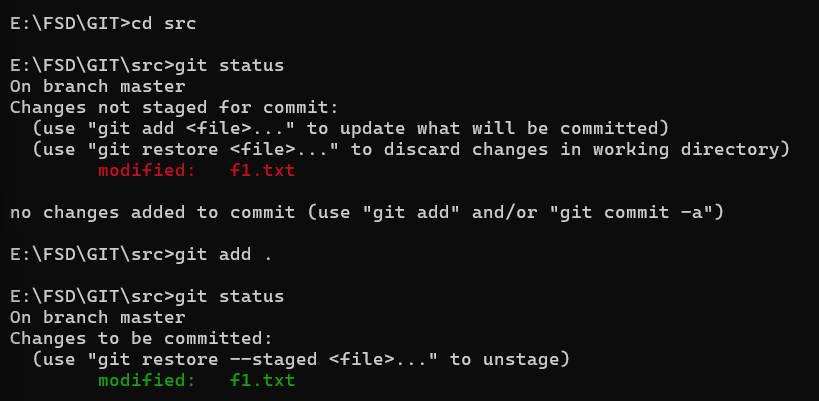 E:\FSD\GIT>cd src
E:\FSD\GIT\src>git status
On branch master
Changes not staged for commit:
  (use "git add <file>..." to update what will be committed)
  (use "git restore <file>..." to discard changes in working directory)
        modified:   f1.txt
no changes added to commit (use "git add" and/or "git commit -a")
E:\FSD\GIT\src>git add .
E:\FSD\GIT\src>git status
On branch master
Changes to be committed:
  (use "git restore --staged <file>..." to unstage)
        modified:   f1.txt